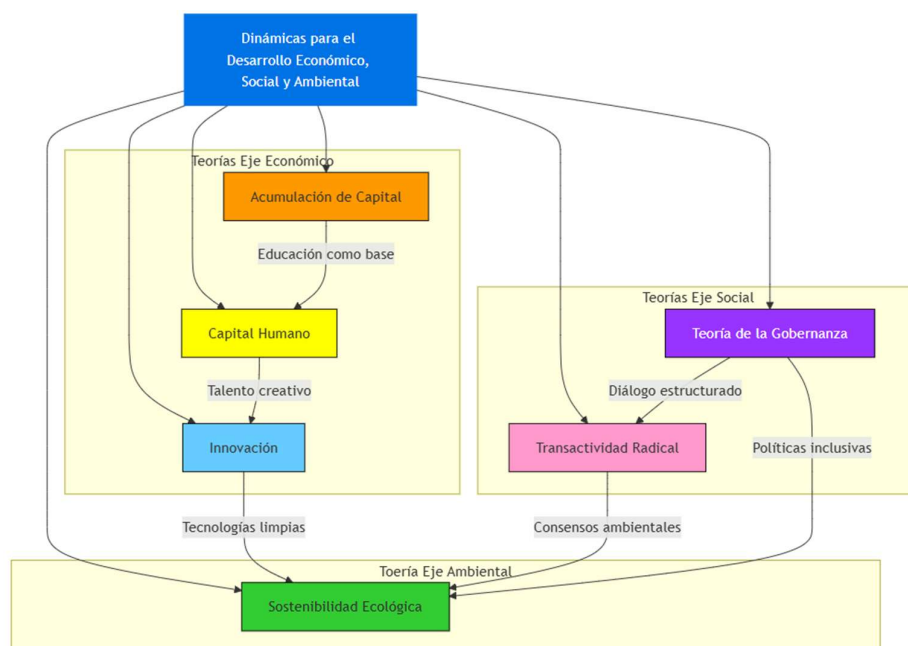 Dinámicas para el
Desarrollo Económico,
Social y Ambiental
Teorías Eje Económico
Acumulación de Capital
Educación como base
Teorías Eje Social
Capital Humano
Teoría de la Gobernanza
Talento creativo
Diálogo estructurado
Innovación
Transactividad Radical
Políticas inclusivas
Tecnologías limpias
Consensos ambientales
Toería Eje Ambiental
Sostenibilidad Ecológica